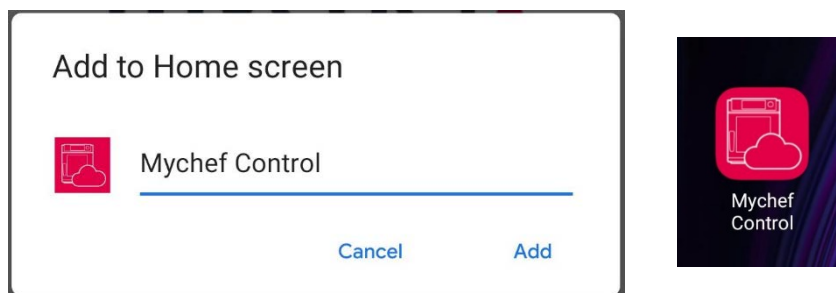 Add to Home screen
Mychef Control
Cancel Add
Mychef
Control